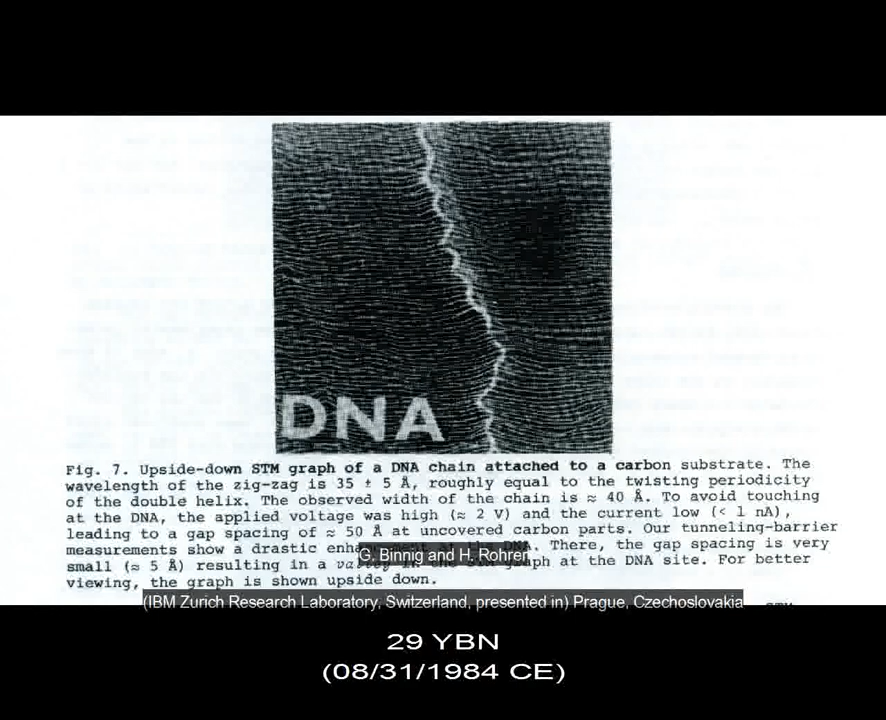 DNA
Fig. 7. Upside-down STM graph of a DNA chain attached to a carbon substrate. The
wavelength of the zig-zag is 35 ± 5 Å, roughly equal to the twisting periodicity
of the double helix. The observed width of the chain is ≈ 40 Å. To avoid touching
at the DNA, the applied voltage was high (≈ 2 V) and the current low (< 1 nA),
leading to a gap spacing of ≈ 50 Å at uncovered carbon parts. Our tunneling-barrier
measurements show a drastic DNA. There, the gap spacing is very
G. Binnig and H. Rohrer
small (≈ 5 Å) resulting in a graph at the DNA site. For better
viewing, the graph is shown upside down.
(IBM Zurich Research Laboratory, Switzerland, presented in) Prague, Czechoslovakia
29 YBN
(08/31/1984 CE)